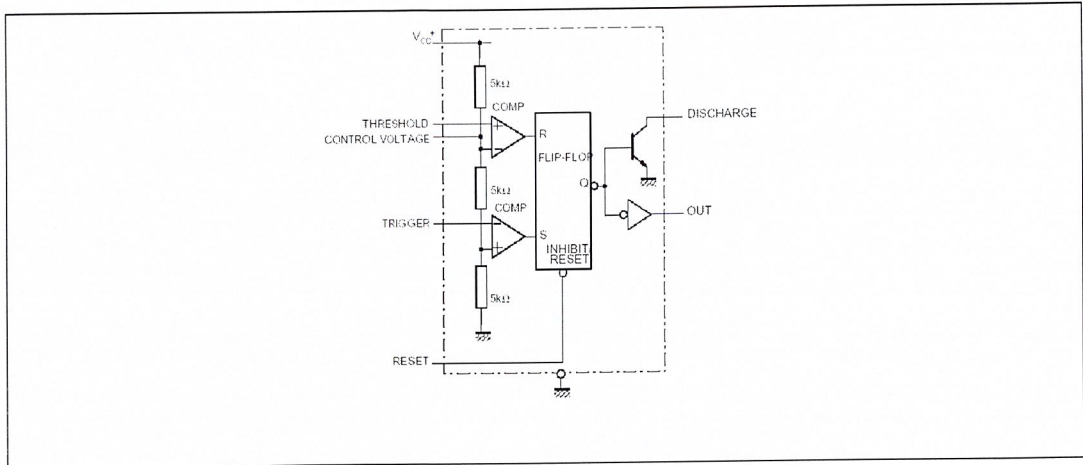 VCC+
5kΩ
COMP
THRESHOLD
CONTROL VOLTAGE
+
−
R
FLIP-FLOP
Q
DISCHARGE
5kΩ
COMP
TRIGGER
−
+
S
OUT
INHIBIT/
RESET
5kΩ
RESET